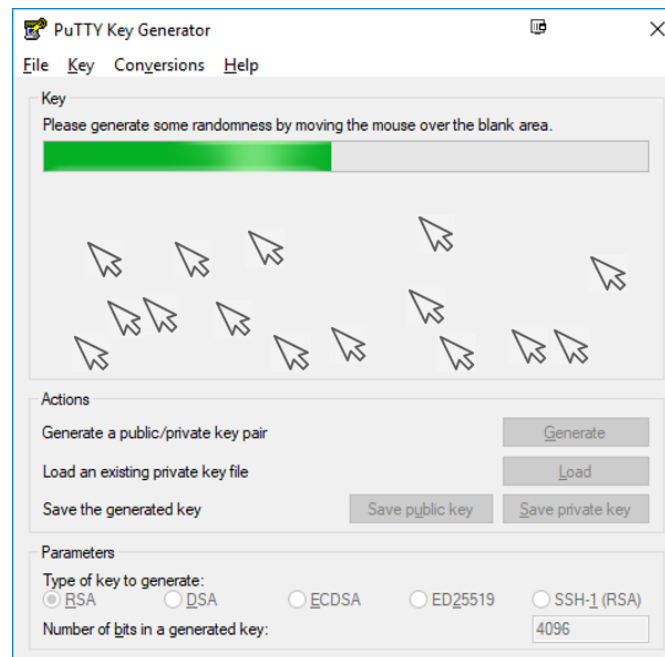 PuTTY Key Generator
File Key Conversions Help
Key
Please generate some randomness by moving the mouse over the blank area.
Actions
Generate a public/private key pair Generate
Load an existing private key file Load
Save the generated key Save public key Save private key
Parameters
Type of key to generate:
RSA DSA ECDSA ED25519 SSH-1 (RSA)
Number of bits in a generated key: 4096